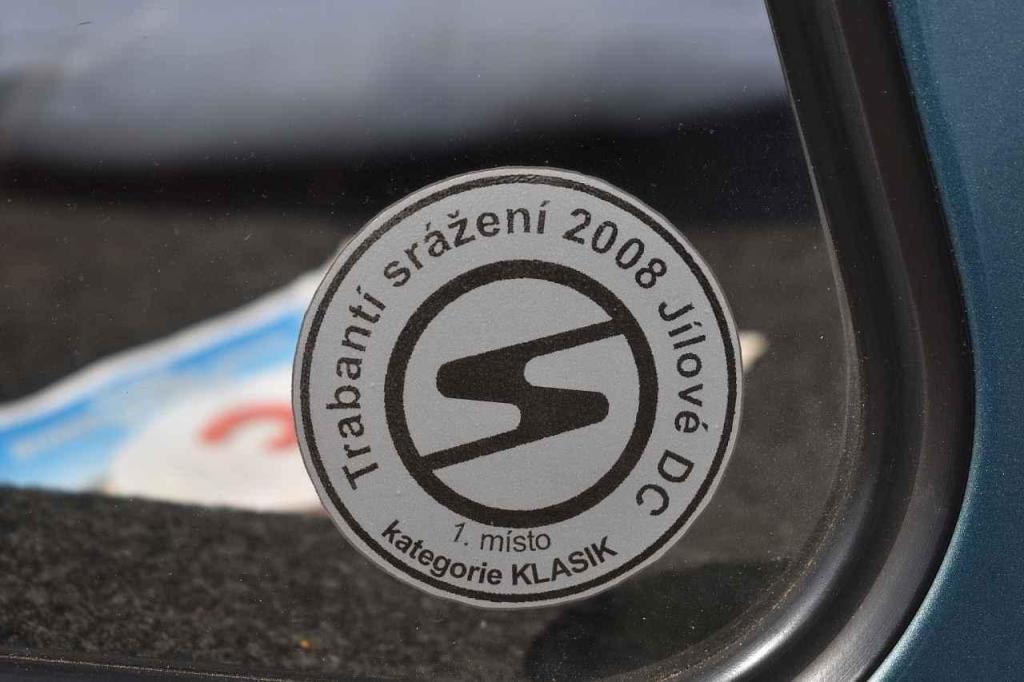 Trabantí srážení 2008 Jílové DC
1. místo
kategorie KLASIK